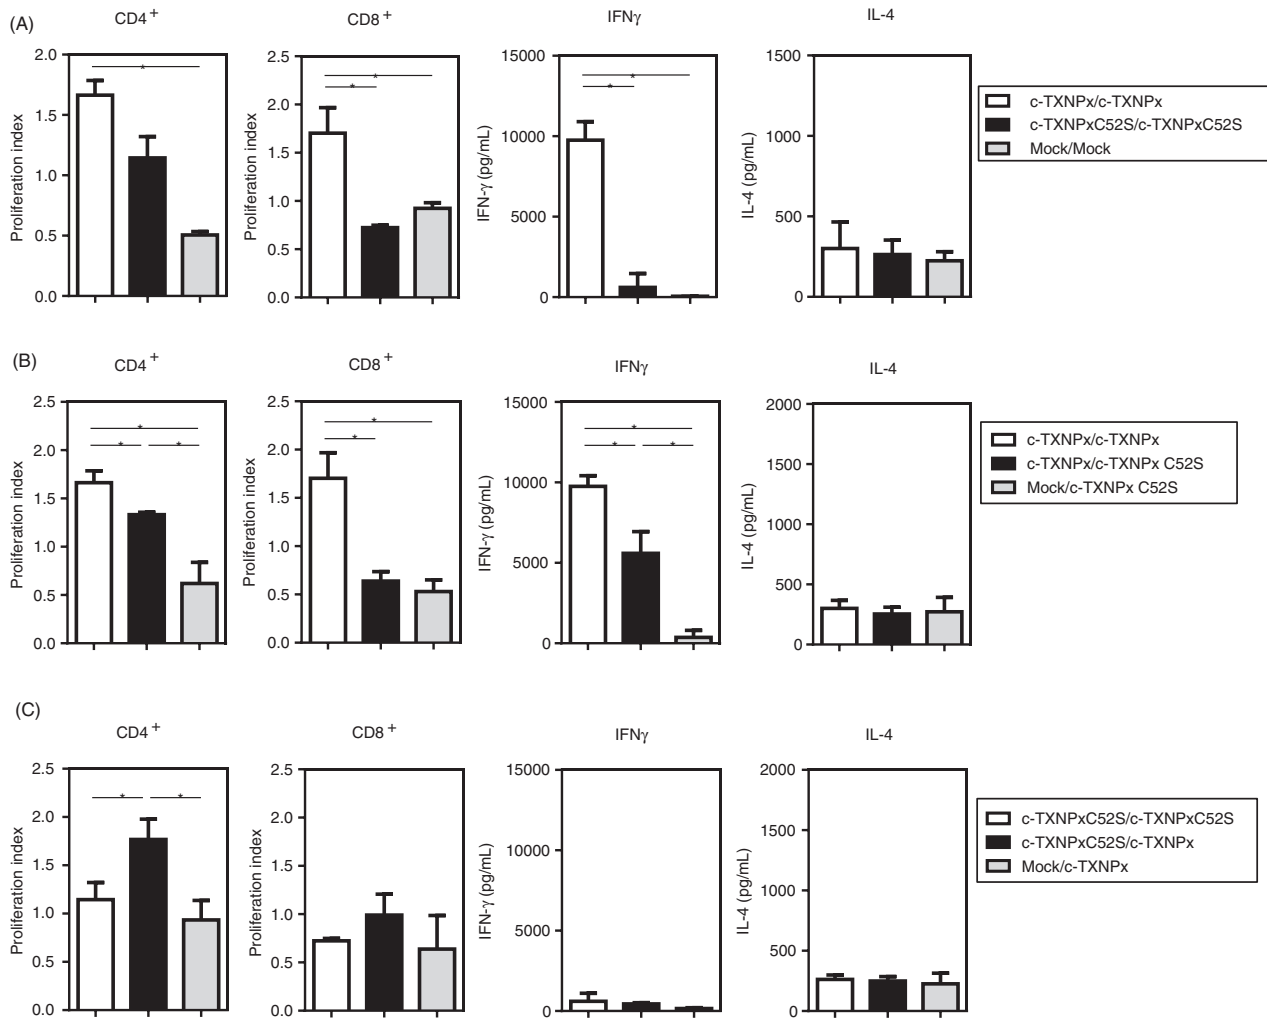 (A)
CD4+
CD8+
IFNγ
IL-4
Proliferation index
2.0
1.5
1.0
0.5
0.0
*
Proliferation index
2.5
2.0
1.5
1.0
0.5
0.0
*
*
IFN-γ (pg/mL)
15000
10000
5000
0
*
*
IL-4 (pg/mL)
1500
1000
500
0
c-TXNPx/c-TXNPx
c-TXNPxC52S/c-TXNPxC52S
Mock/Mock
(B)
CD4+
CD8+
IFNγ
IL-4
Proliferation index
2.5
2.0
1.5
1.0
0.5
0.0
*
*
*
Proliferation index
2.5
2.0
1.5
1.0
0.5
0.0
*
*
IFN-γ (pg/mL)
15000
10000
5000
0
*
*
*
IL-4 (pg/mL)
2000
1500
1000
500
0
c-TXNPx/c-TXNPx
c-TXNPx/c-TXNPx C52S
Mock/c-TXNPx C52S
(C)
CD4+
CD8+
IFNγ
IL-4
Proliferation index
2.5
2.0
1.5
1.0
0.5
0.0
*
*
Proliferation index
2.5
2.0
1.5
1.0
0.5
0.0
IFN-γ (pg/mL)
15000
10000
5000
0
IL-4 (pg/mL)
2000
1500
1000
500
0
c-TXNPxC52S/c-TXNPxC52S
c-TXNPxC52S/c-TXNPx
Mock/c-TXNPx